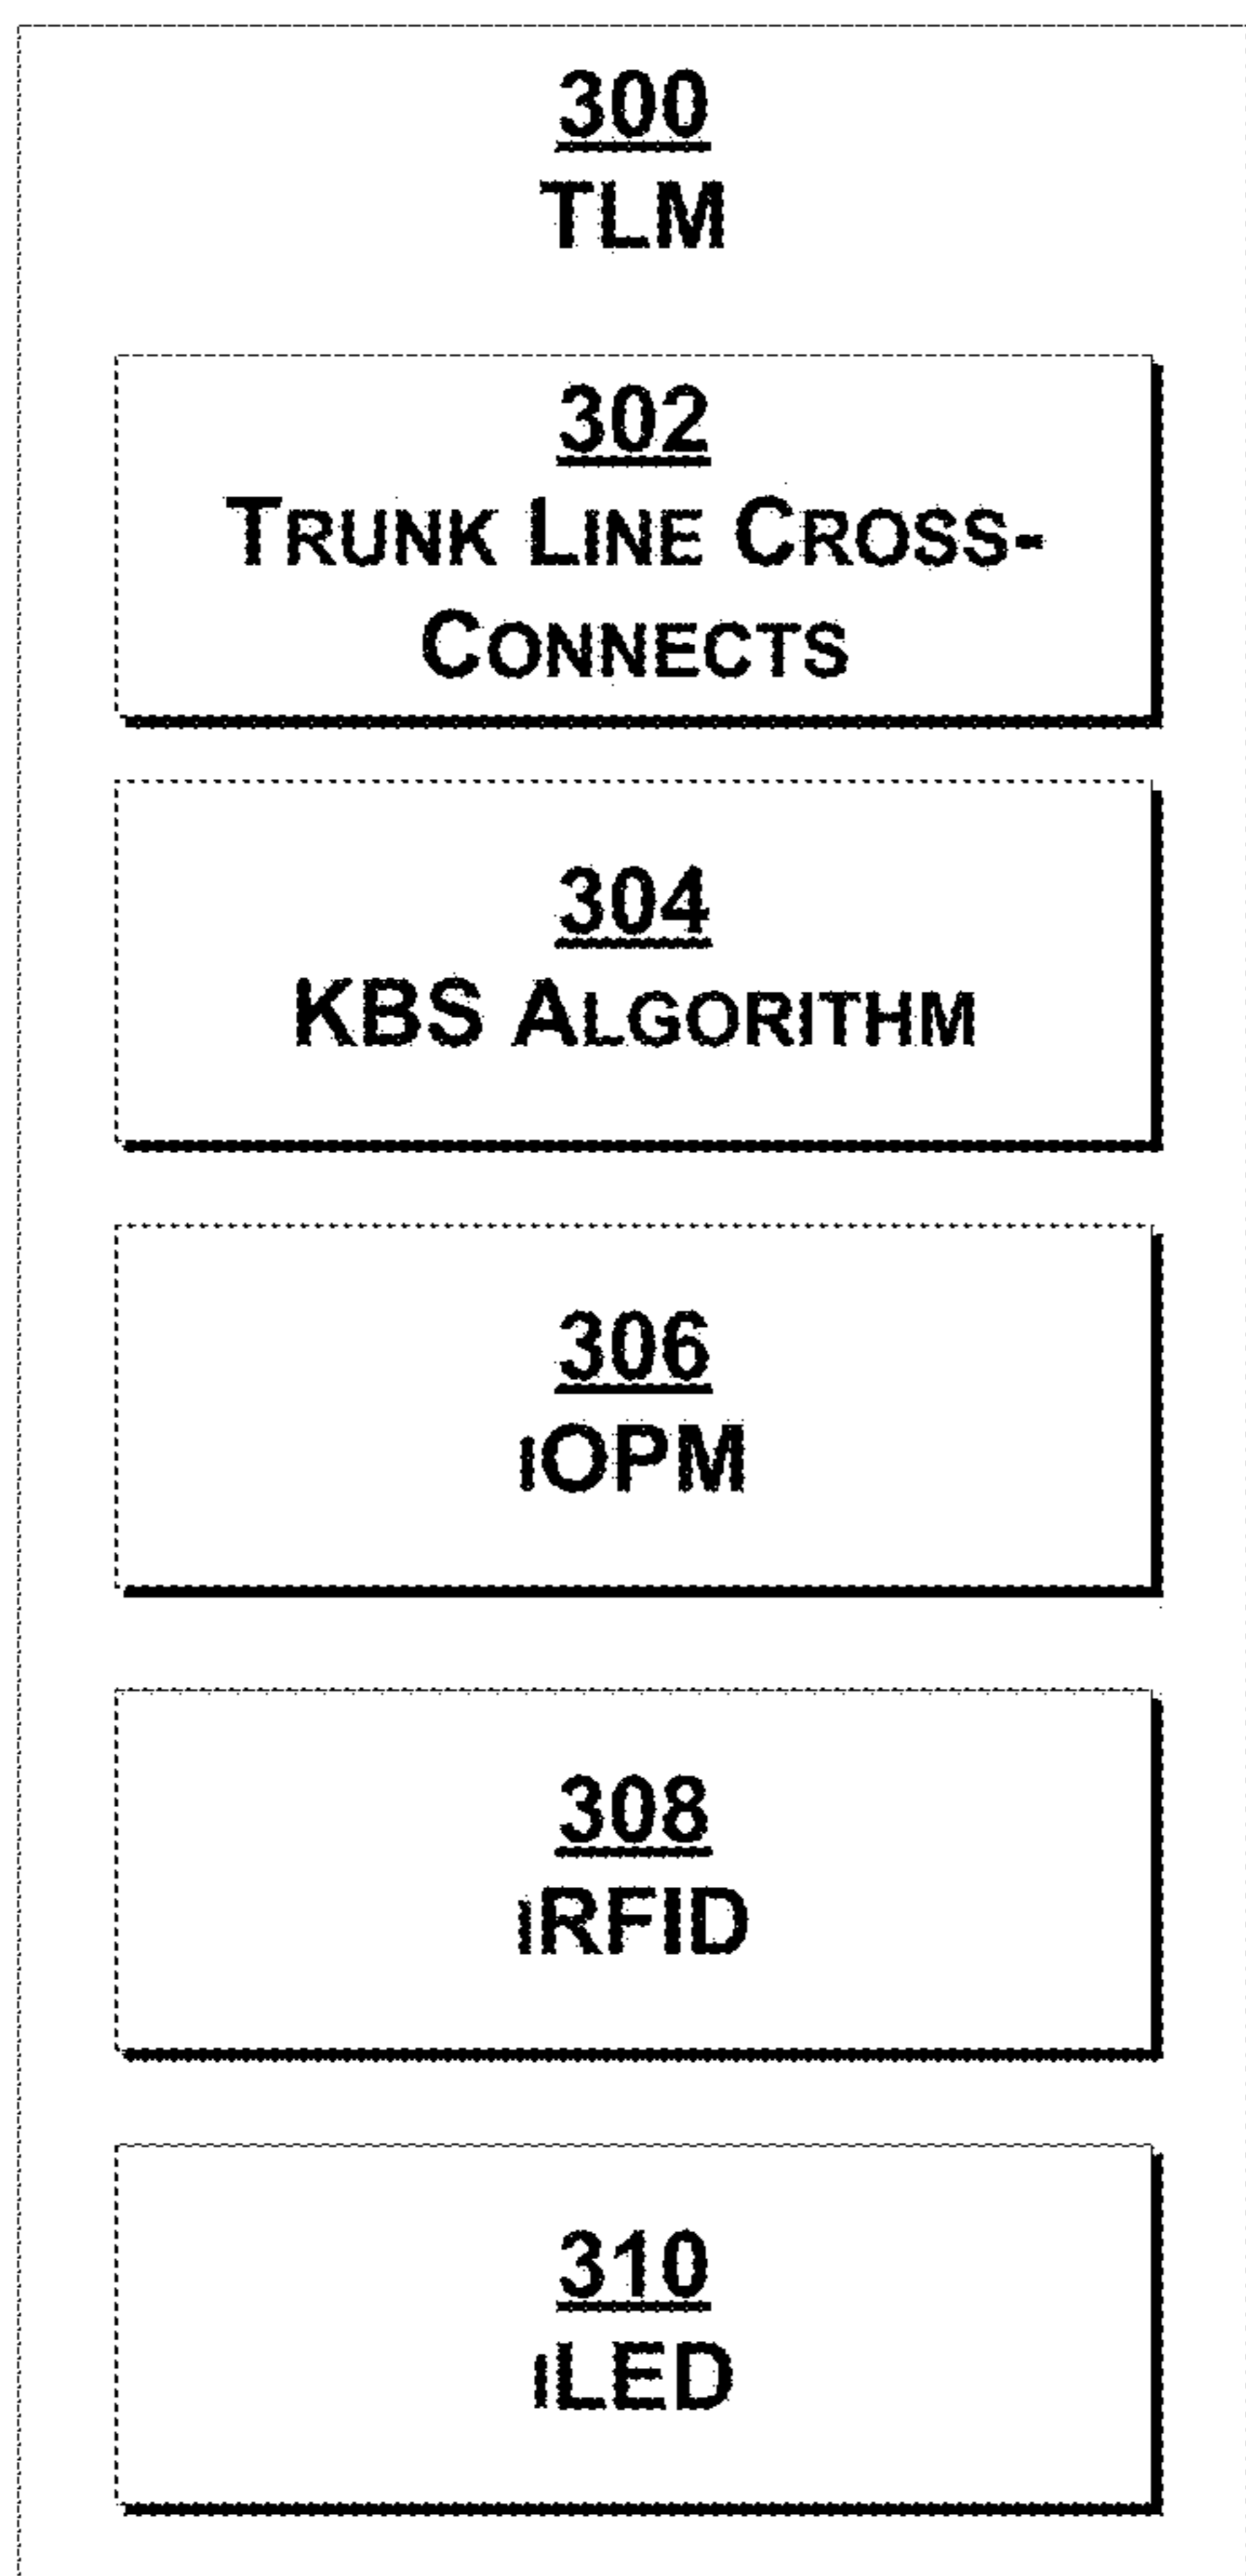 300
TLM
302
TRUNK LINE CROSS-
CONNECTS
304
KBS ALGORITHM
306
iOPM
308
iRFID
310
iLED